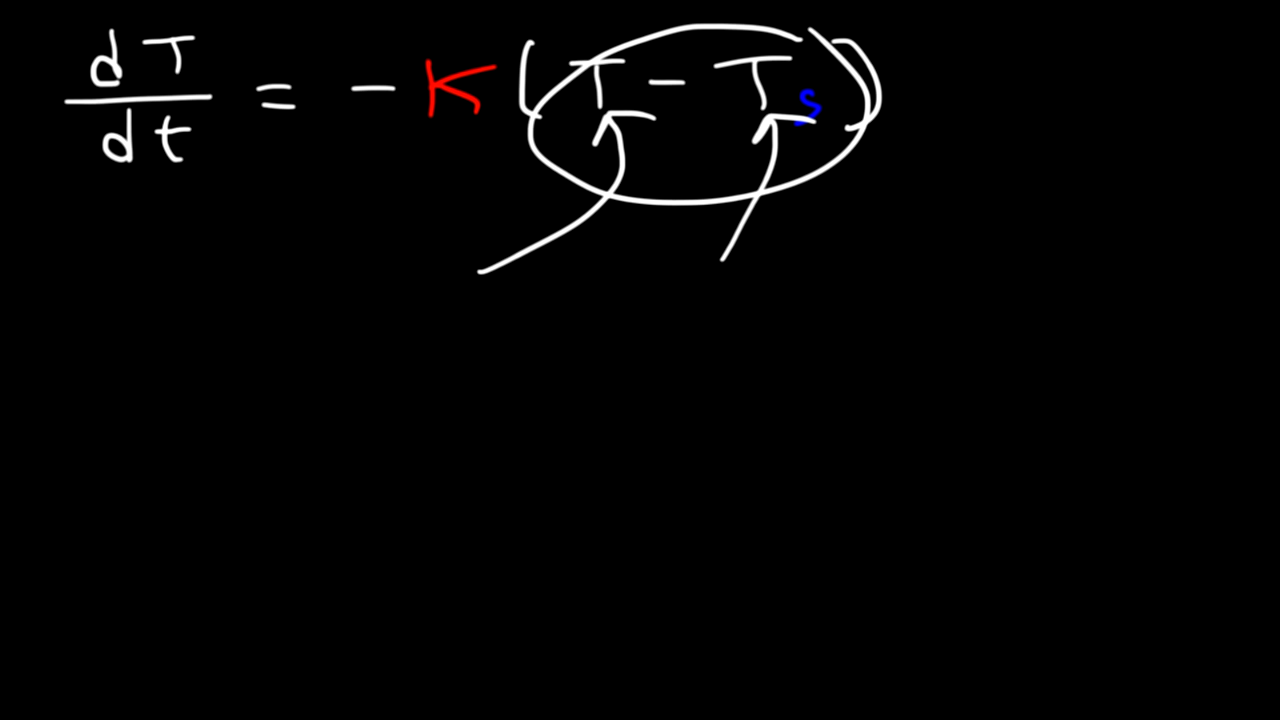 dT/dt = -K(T - Ts)